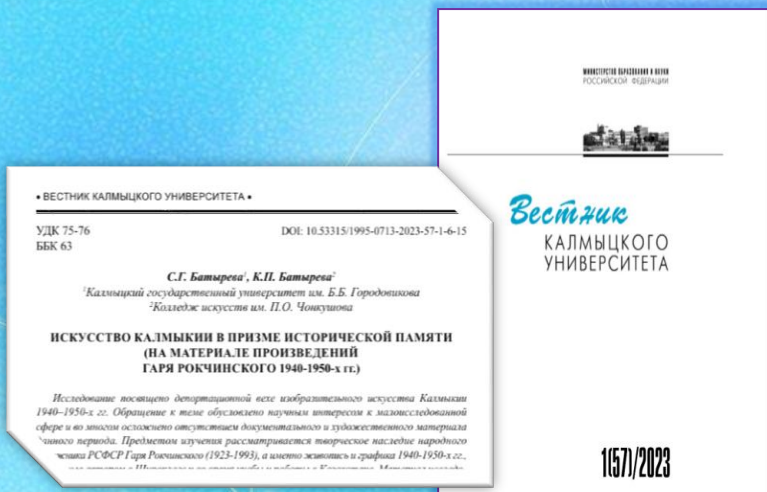 МИНИСТЕРСТВО ОБРАЗОВАНИЯ И НАУКИ
РОССИЙСКОЙ ФЕДЕРАЦИИ
Вестник
КАЛМЫЦКОГО
УНИВЕРСИТЕТА
1(57)/2023
• ВЕСТНИК КАЛМЫЦКОГО УНИВЕРСИТЕТА •
УДК 75-76
DOI: 10.53315/1995-0713-2023-57-1-6-15
ББК 63
С.Г. Батырева¹, К.П. Батырева²
¹Калмыцкий государственный университет им. Б.Б. Городовикова
²Колледж искусств им. П.О. Чонкушова
ИСКУССТВО КАЛМЫКИИ В ПРИЗМЕ ИСТОРИЧЕСКОЙ ПАМЯТИ
(НА МАТЕРИАЛЕ ПРОИЗВЕДЕНИЙ
ГАРЯ РОКЧИНСКОГО 1940-1950-х гг.)
Исследование посвящено депортационной вехе изобразительного искусства Калмыкии
1940–1950-х гг. Обращение к теме обусловлено научным интересом к малоисследованной
сфере и во многом осложнено отсутствием документального и художественного материала
данного периода. Предметом изучения рассматривается творческое наследие народного
РСФСР Гаря Рокчинского (1923-1993), а именно живопись и графика 1940-1950-х гг.,